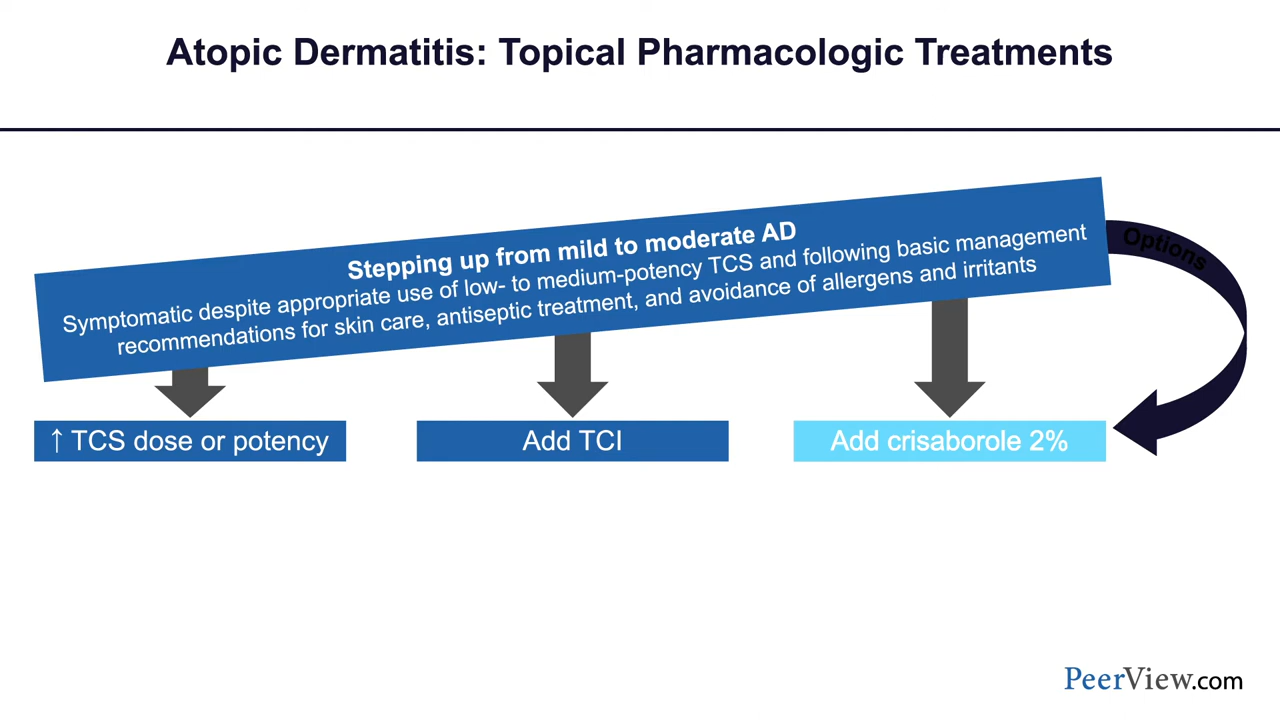 Atopic Dermatitis: Topical Pharmacologic Treatments
Stepping up from mild to moderate AD
Symptomatic despite appropriate use of low- to medium-potency TCS and following basic management
recommendations for skin care, antiseptic treatment, and avoidance of allergens and irritants
Options
↑ TCS dose or potency
Add TCI
Add crisaborole 2%
PeerView.com